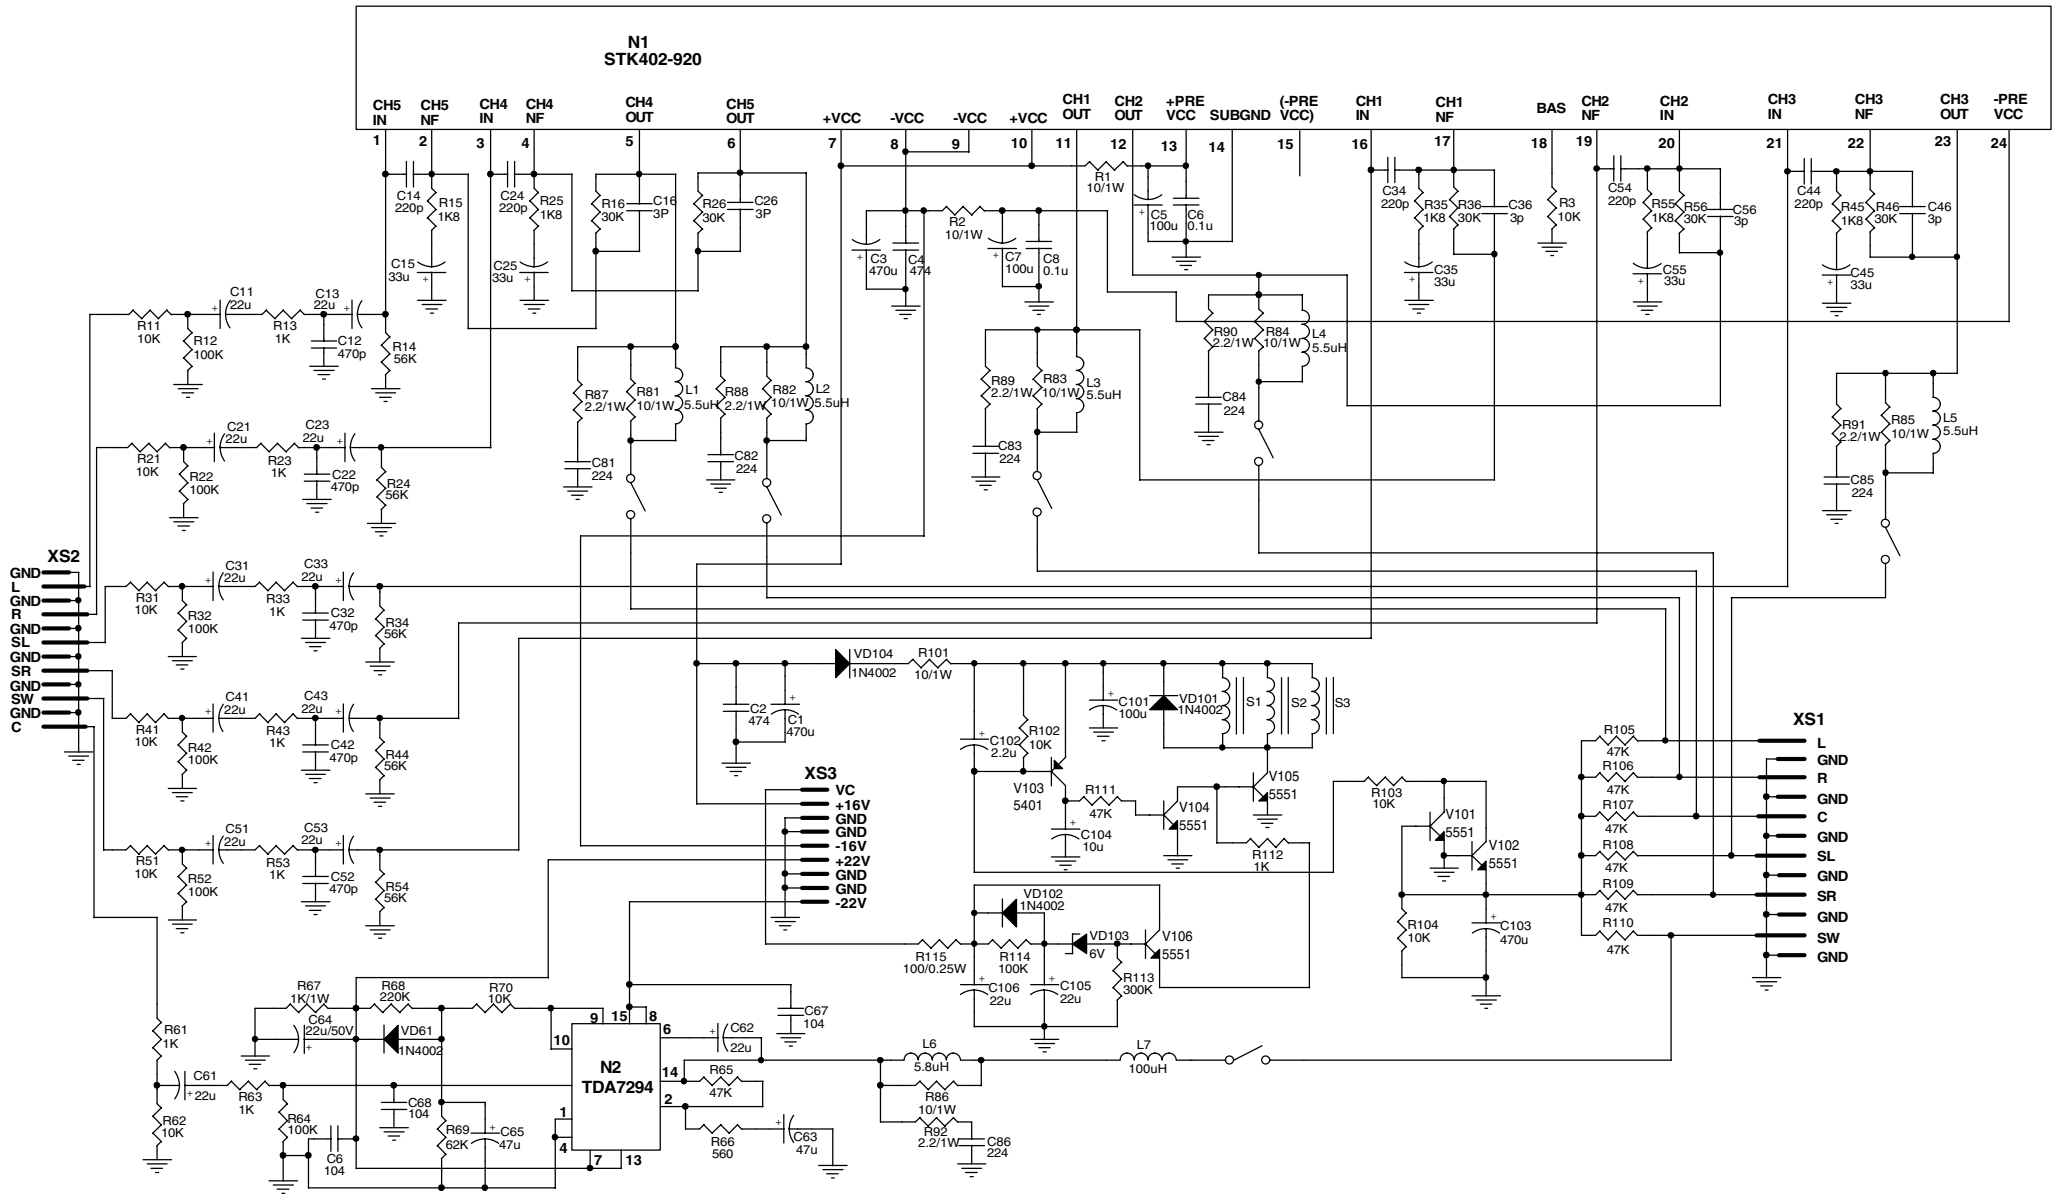 N1
STK402-920
CH5 IN
CH5 NF
CH4 IN
CH4 NF
CH4 OUT
CH5 OUT
+VCC
-VCC
-VCC
+VCC
CH1 OUT
CH2 OUT
+PRE VCC
SUBGND
(-PRE VCC)
CH1 IN
CH1 NF
BAS
CH2 NF
CH2 IN
CH3 IN
CH3 NF
CH3 OUT
-PRE VCC
1 2 3 4 5 6 7 8 9 10 11 12 13 14 15 16 17 18 19 20 21 22 23 24
C14 220p
R15 1K8
C24 220p
R25 1K8
R16 30K
C16 3P
R26 30K
C26 3P
C15 33u
C25 33u
R1 10/1W
C5 100u
C6 0.1u
R2 10/1W
C3 470u
C4 474
C7 100u
C8 0.1u
C34 220p
R35 1K8
R36 30K
C36 3p
C35 33u
R3 10K
C54 220p
R55 1K8
R56 30K
C56 3p
C55 33u
C44 220p
R45 1K8
R46 30K
C46 3p
C45 33u
R11 10K
R12 100K
C11 22u
R13 1K
C13 22u
C12 470p
R14 56K
R87 2.2/1W
R81 10/1W
L1 5.5uH
C81 224
R88 2.2/1W
R82 10/1W
L2 5.5uH
C82 224
R89 2.2/1W
R83 10/1W
L3 5.5uH
C83 224
R90 2.2/1W
R84 10/1W
L4 5.5uH
C84 224
R91 2.2/1W
R85 10/1W
L5 5.5uH
C85 224
R21 10K
R22 100K
C21 22u
R23 1K
C23 22u
C22 470p
R24 56K
XS2
GND
L
GND
R
GND
SL
GND
SR
GND
SW
GND
C
R31 10K
R32 100K
C31 22u
R33 1K
C33 22u
C32 470p
R34 56K
R41 10K
R42 100K
C41 22u
R43 1K
C43 22u
C42 470p
R44 56K
R51 10K
R52 100K
C51 22u
R53 1K
C53 22u
C52 470p
R54 56K
VD104 1N4002
R101 10/1W
C2 474
C1 470u
C102 2.2u
R102 10K
C101 100u
VD101 1N4002
S1
S2
S3
V103 5401
R111 47K
C104 10u
V104 5551
V105 5551
R112 1K
R103 10K
V101 5551
V102 5551
R104 10K
C103 470u
XS3
VC
+16V
GND
GND
-16V
+22V
GND
GND
-22V
R105 47K
R106 47K
R107 47K
R108 47K
R109 47K
R110 47K
XS1
L
GND
R
GND
C
GND
SL
GND
SR
GND
SW
GND
VD102 1N4002
R115 100/0.25W
R114 100K
VD103 6V
V106 5551
R113 300K
C106 22u
C105 22u
R67 1K/1W
R68 220K
R70 10K
C64 22u/50V
VD61 1N4002
R61 1K
C61 22u
R62 10K
R63 1K
R64 100K
C68 104
C6 104
R69 62K
C65 47u
N2
TDA7294
9 15 8
10
6
14
2
1
4
7 13
C67 104
C62 22u
R65 47K
R66 560
C63 47u
L6 5.8uH
R86 10/1W
R92 2.2/1W
C86 224
L7 100uH